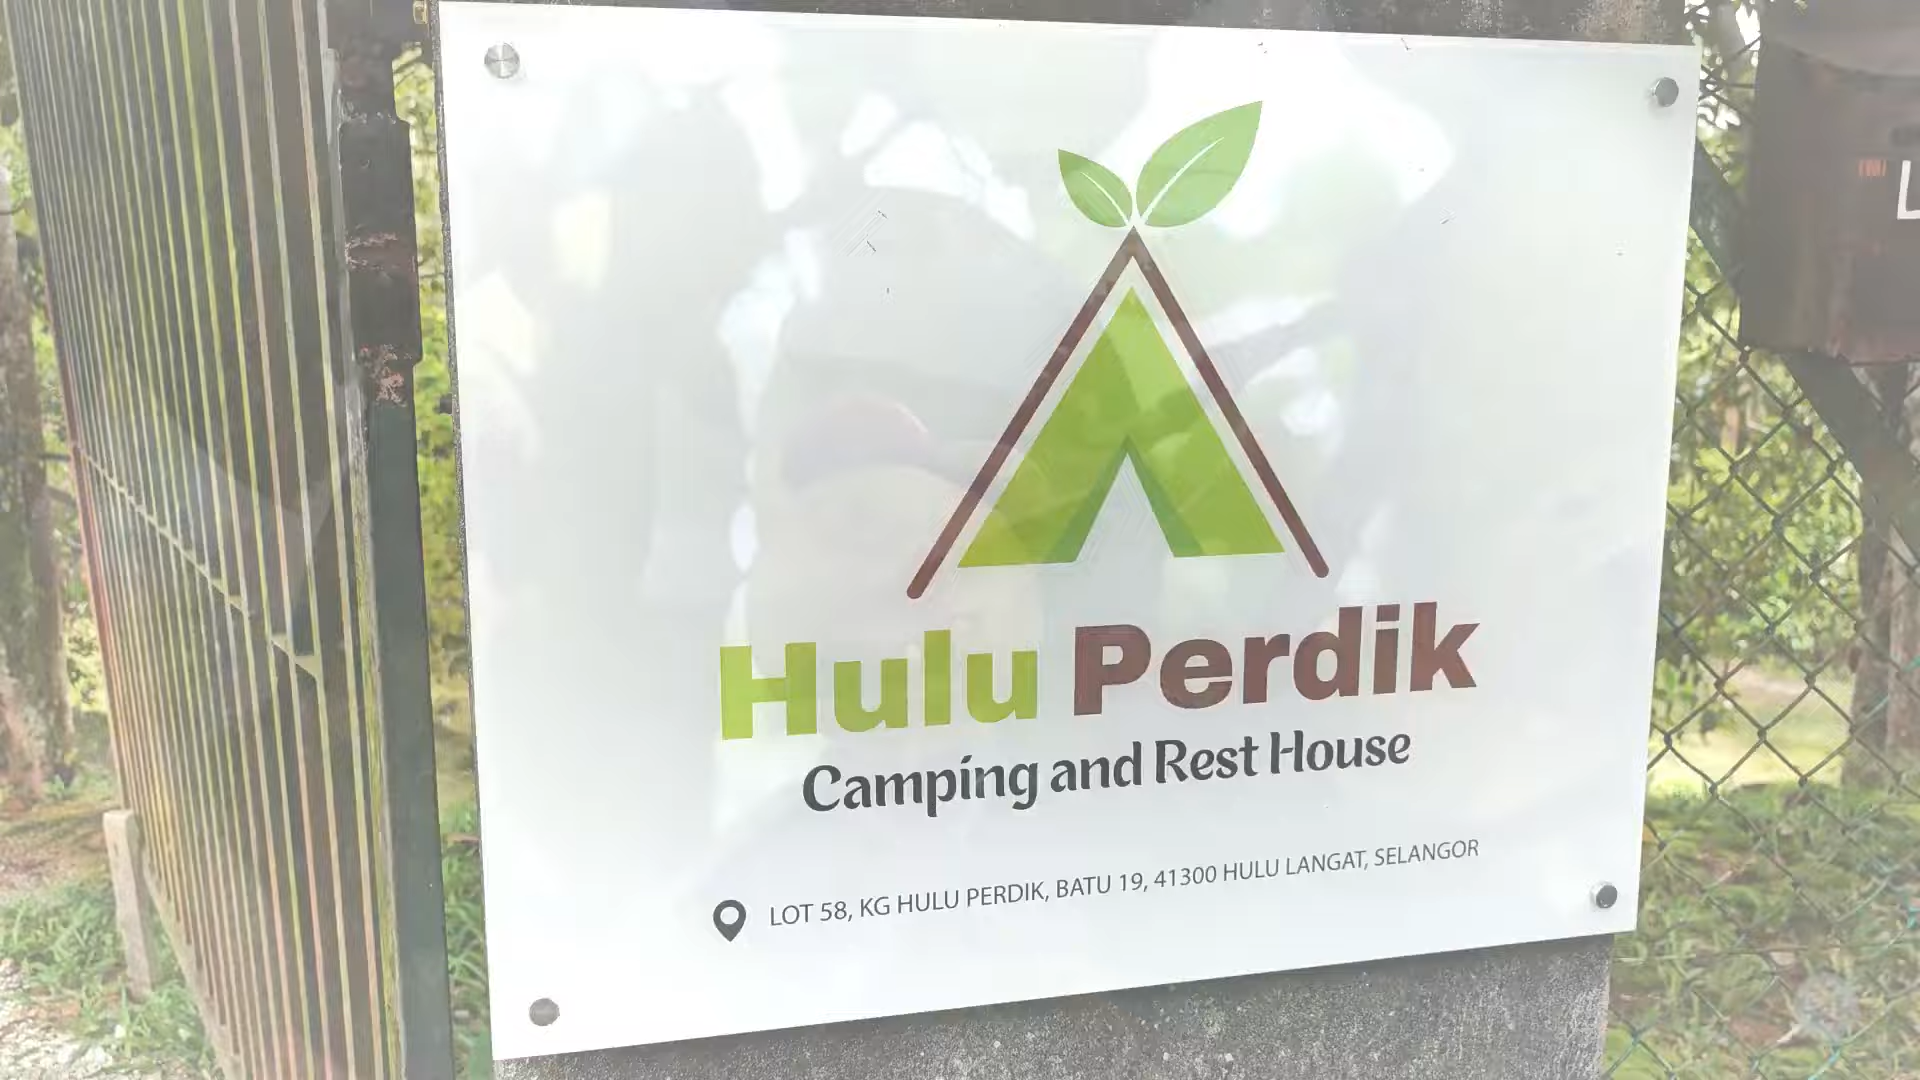 Hulu Perdik
Camping and Rest House
LOT 58, KG HULU PERDIK, BATU 19, 41300 HULU LANGAT, SELANGOR